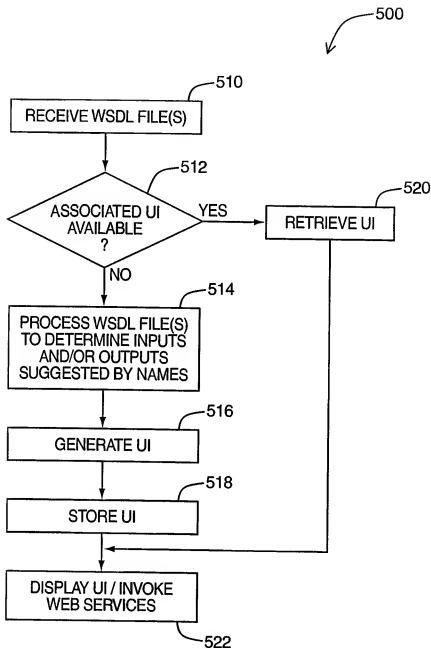 500
510
RECEIVE WSDL FILE(S)
512
ASSOCIATED UI
AVAILABLE
?
YES
520
RETRIEVE UI
NO
514
PROCESS WSDL FILE(S)
TO DETERMINE INPUTS
AND/OR OUTPUTS
SUGGESTED BY NAMES
516
GENERATE UI
518
STORE UI
DISPLAY UI / INVOKE
WEB SERVICES
522